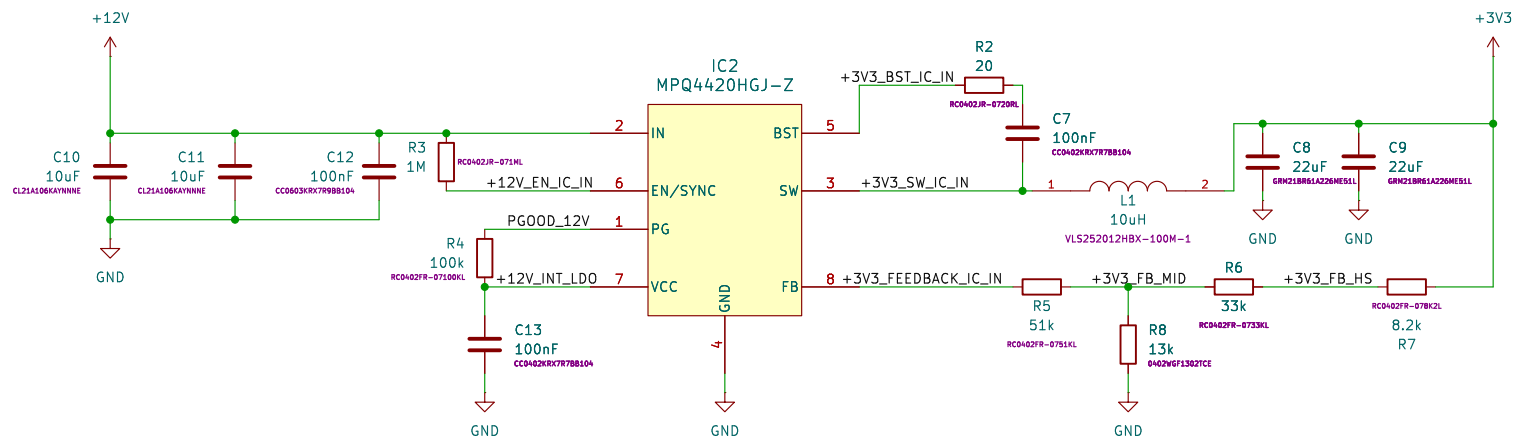 +12V
+3V3
IC2
MPQ4420HGJ-Z
R2
20
+3V3_BST_IC_IN
RC0402JR-0720RL
2
IN
BST
5
C7
100nF
CC0402KRX7R7BB104
C10
10uF
CL21A106KAYNNNE
C11
10uF
CL21A106KAYNNNE
C12
100nF
CC0603KRX7R9BB104
R3
1M
RC0402JR-071ML
C8
22uF
GRM21BR61A226ME51L
C9
22uF
GRM21BR61A226ME51L
+12V_EN_IC_IN
6
EN/SYNC
SW
3
+3V3_SW_IC_IN
1
2
L1
10uH
VLS252012HBX-100M-1
PGOOD_12V
1
PG
GND
GND
GND
R4
100k
RC0402FR-07100KL
+12V_INT_LDO
7
VCC
GND
FB
8
+3V3_FEEDBACK_IC_IN
+3V3_FB_MID
R6
33k
RC0402FR-0733KL
+3V3_FB_HS
RC0402FR-078K2L
8.2k
R7
R5
51k
RC0402FR-0751KL
C13
100nF
CC0402KRX7R7BB104
4
R8
13k
0402WGF1302TCE
GND
GND
GND